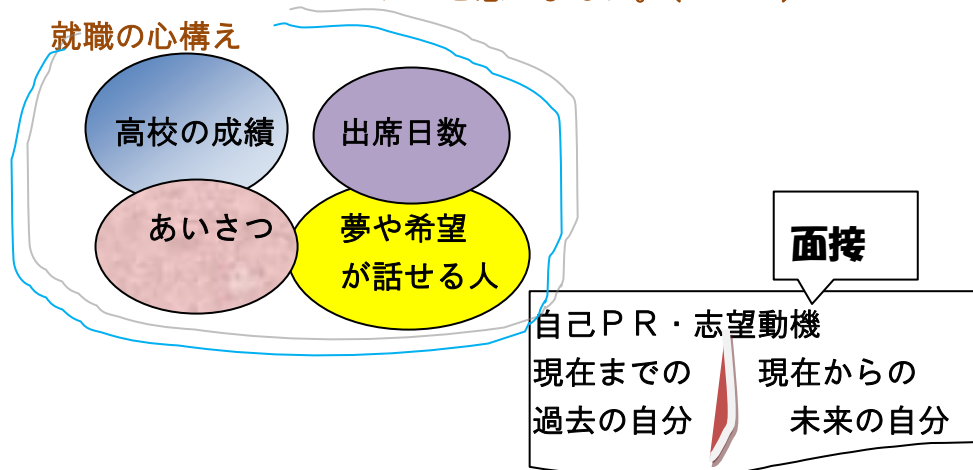 就職の心構え
高校の成績
出席日数
あいさつ
夢や希望
が話せる人
面接
自己ＰＲ・志望動機
現在までの 現在からの
過去の自分 未来の自分